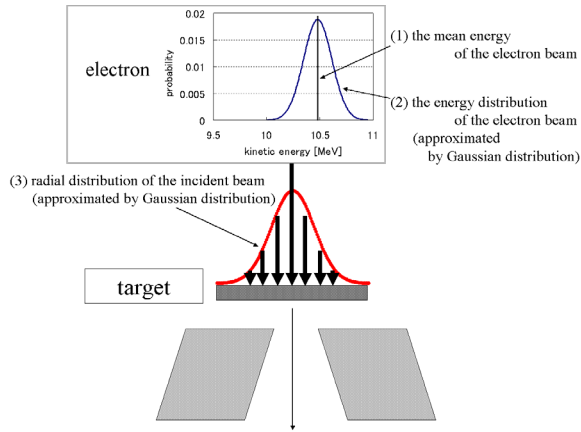 electron
probability
0.02
0.015
0.01
0.005
0
9.5 10 10.5 11
kinetic energy [MeV]
(1) the mean energy
of the electron beam
(2) the energy distribution
of the electron beam
(approximated
by Gaussian distribution)
(3) radial distribution of the incident beam
(approximated by Gaussian distribution)
target